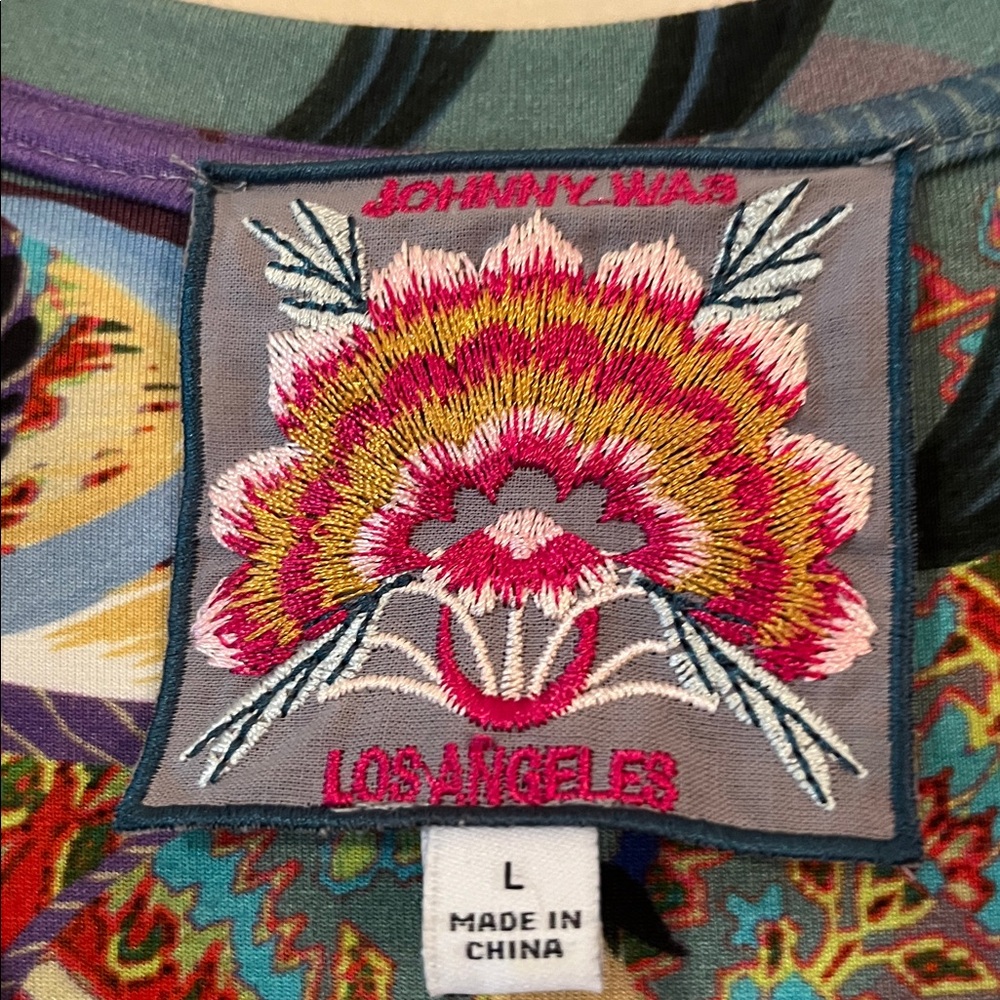 JOHNNY WAS
LOS ANGELES
L
MADE IN
CHINA